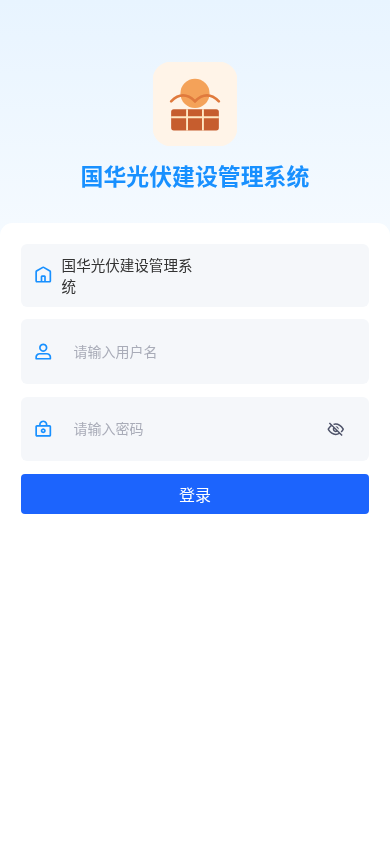 国华光伏建设管理系统
国华光伏建设管理系
统
请输入用户名
请输入密码
登录